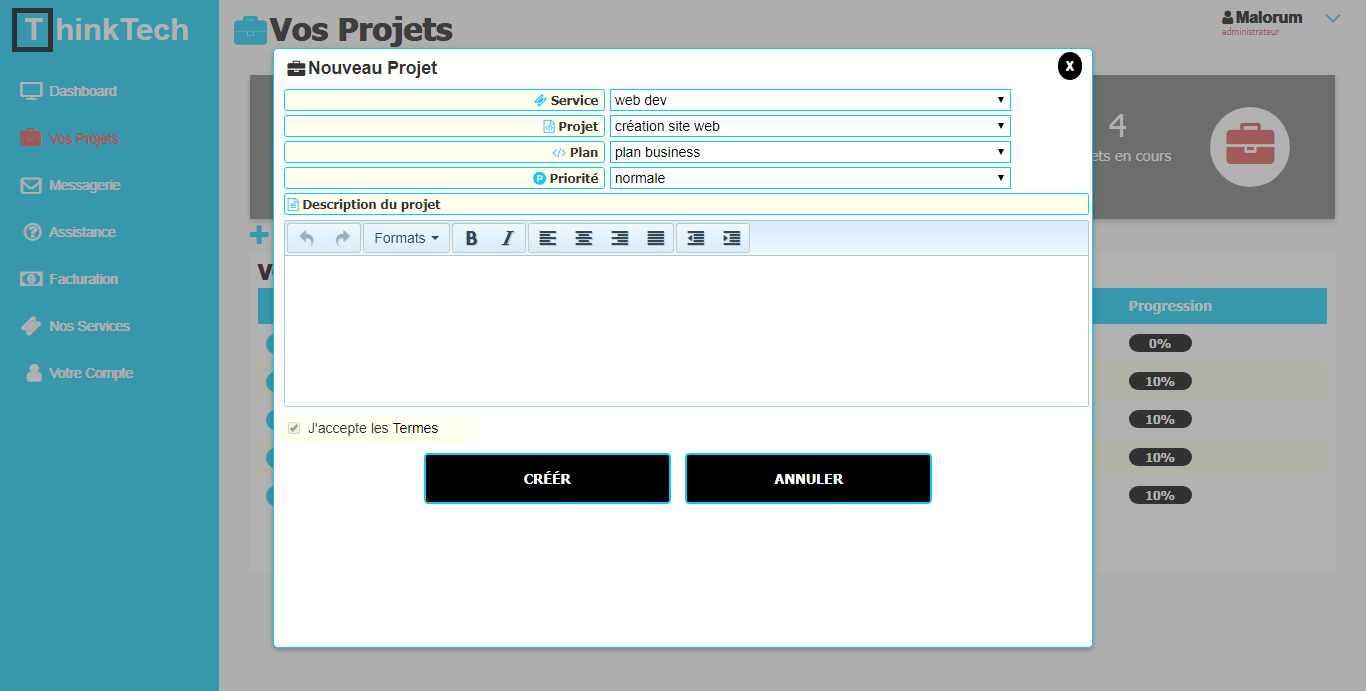 ThinkTech
Vos Projets
Malorum
administrateur
Dashboard
Vos Projets
Messagerie
Assistance
Facturation
Nos Services
Votre Compte
Nouveau Projet
X
Service
web dev
Projet
création site web
Plan
plan business
P Priorité
normale
Description du projet
Formats
B I
J'accepte les Termes
CRÉÉR
ANNULER
4
ets en cours
V
Progression
0%
10%
10%
10%
10%